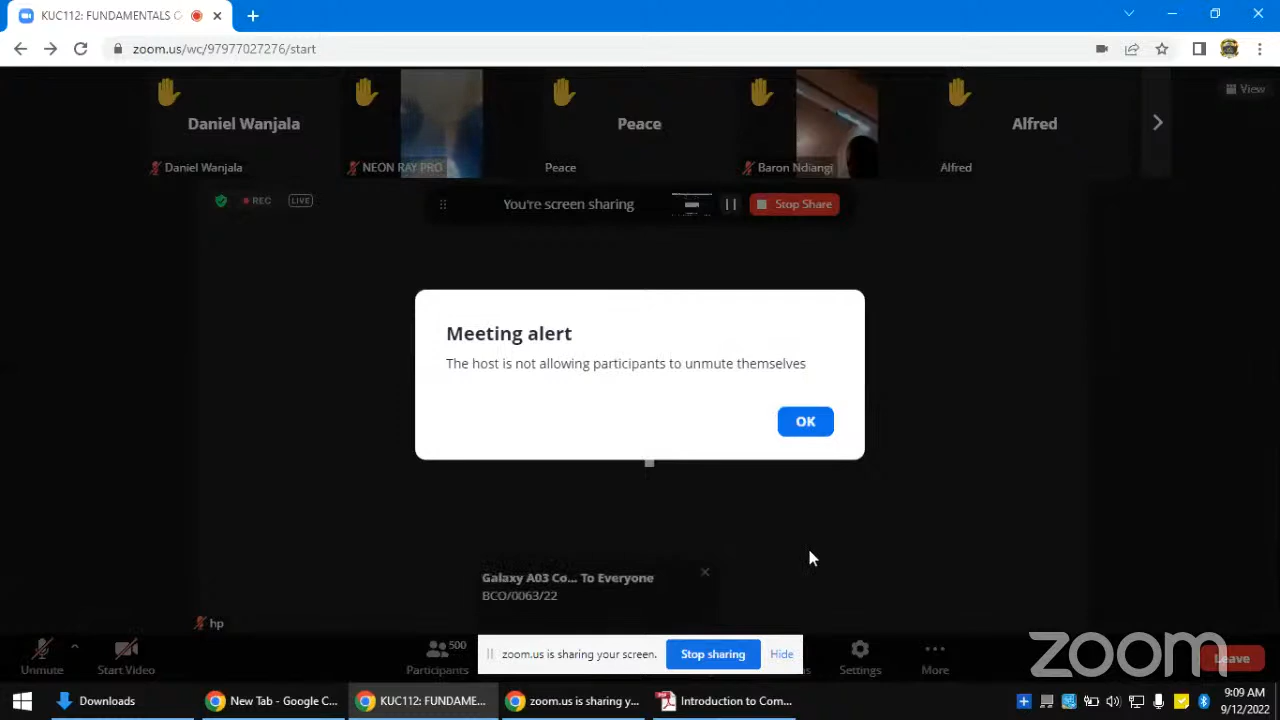 KUC112: FUNDAMENTALS
zoom.us/wc/97977027276/start
View
Daniel Wanjala
Peace
Alfred
Daniel Wanjala
NEON RAY PRO
Peace
Baron Ndiangi
Alfred
REC
LIVE
You're screen sharing
Stop Share
Meeting alert
The host is not allowing participants to unmute themselves
OK
Galaxy A03 Co... To Everyone
BCO/0063/22
hp
Unmute
Start Video
Participants
500
zoom.us is sharing your screen.
Stop sharing
Hide
Settings
More
Leave
zoom
Downloads
New Tab - Google C...
KUC112: FUNDAME...
zoom.us is sharing y...
Introduction to Com...
9:09 AM
9/12/2022